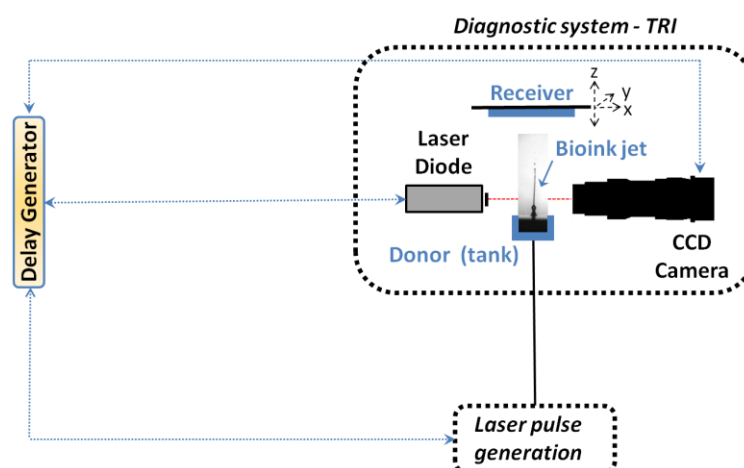 Diagnostic system - TRI
z
y
x
Receiver
Laser
Diode
Bioink jet
Delay Generator
Donor (tank)
CCD
Camera
Laser pulse
generation